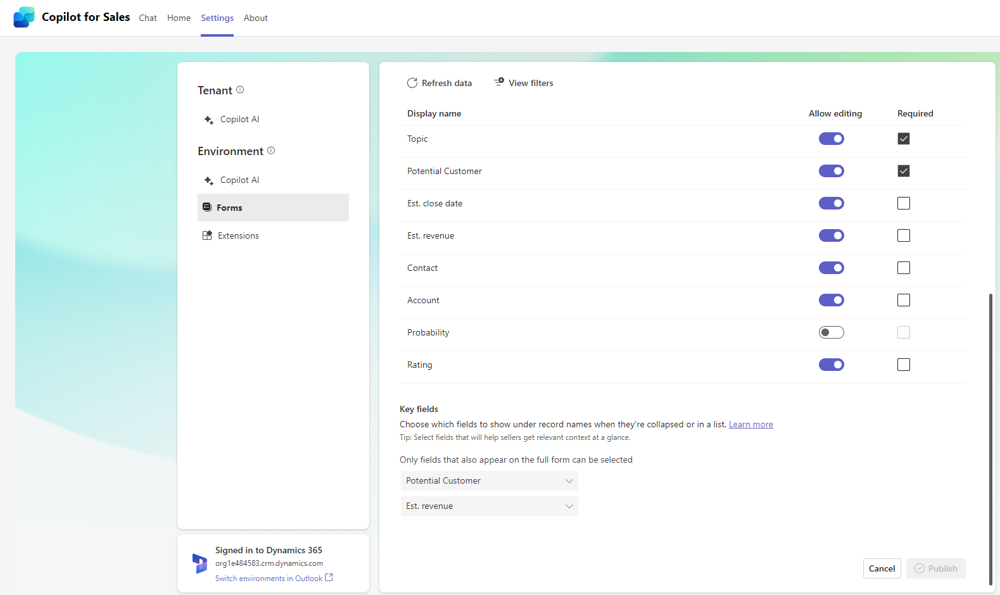 Copilot for Sales Chat Home Settings About
Tenant
Copilot AI
Environment
Copilot AI
Forms
Extensions
Signed in to Dynamics 365
org1e484583.crm.dynamics.com
Switch environments in Outlook
Refresh data View filters
Display name Allow editing Required
Topic
Potential Customer
Est. close date
Est. revenue
Contact
Account
Probability
Rating
Key fields
Choose which fields to show under record names when they're collapsed or in a list. Learn more
Tip: Select fields that will help sellers get relevant context at a glance.
Only fields that also appear on the full form can be selected
Potential Customer
Est. revenue
Cancel Publish